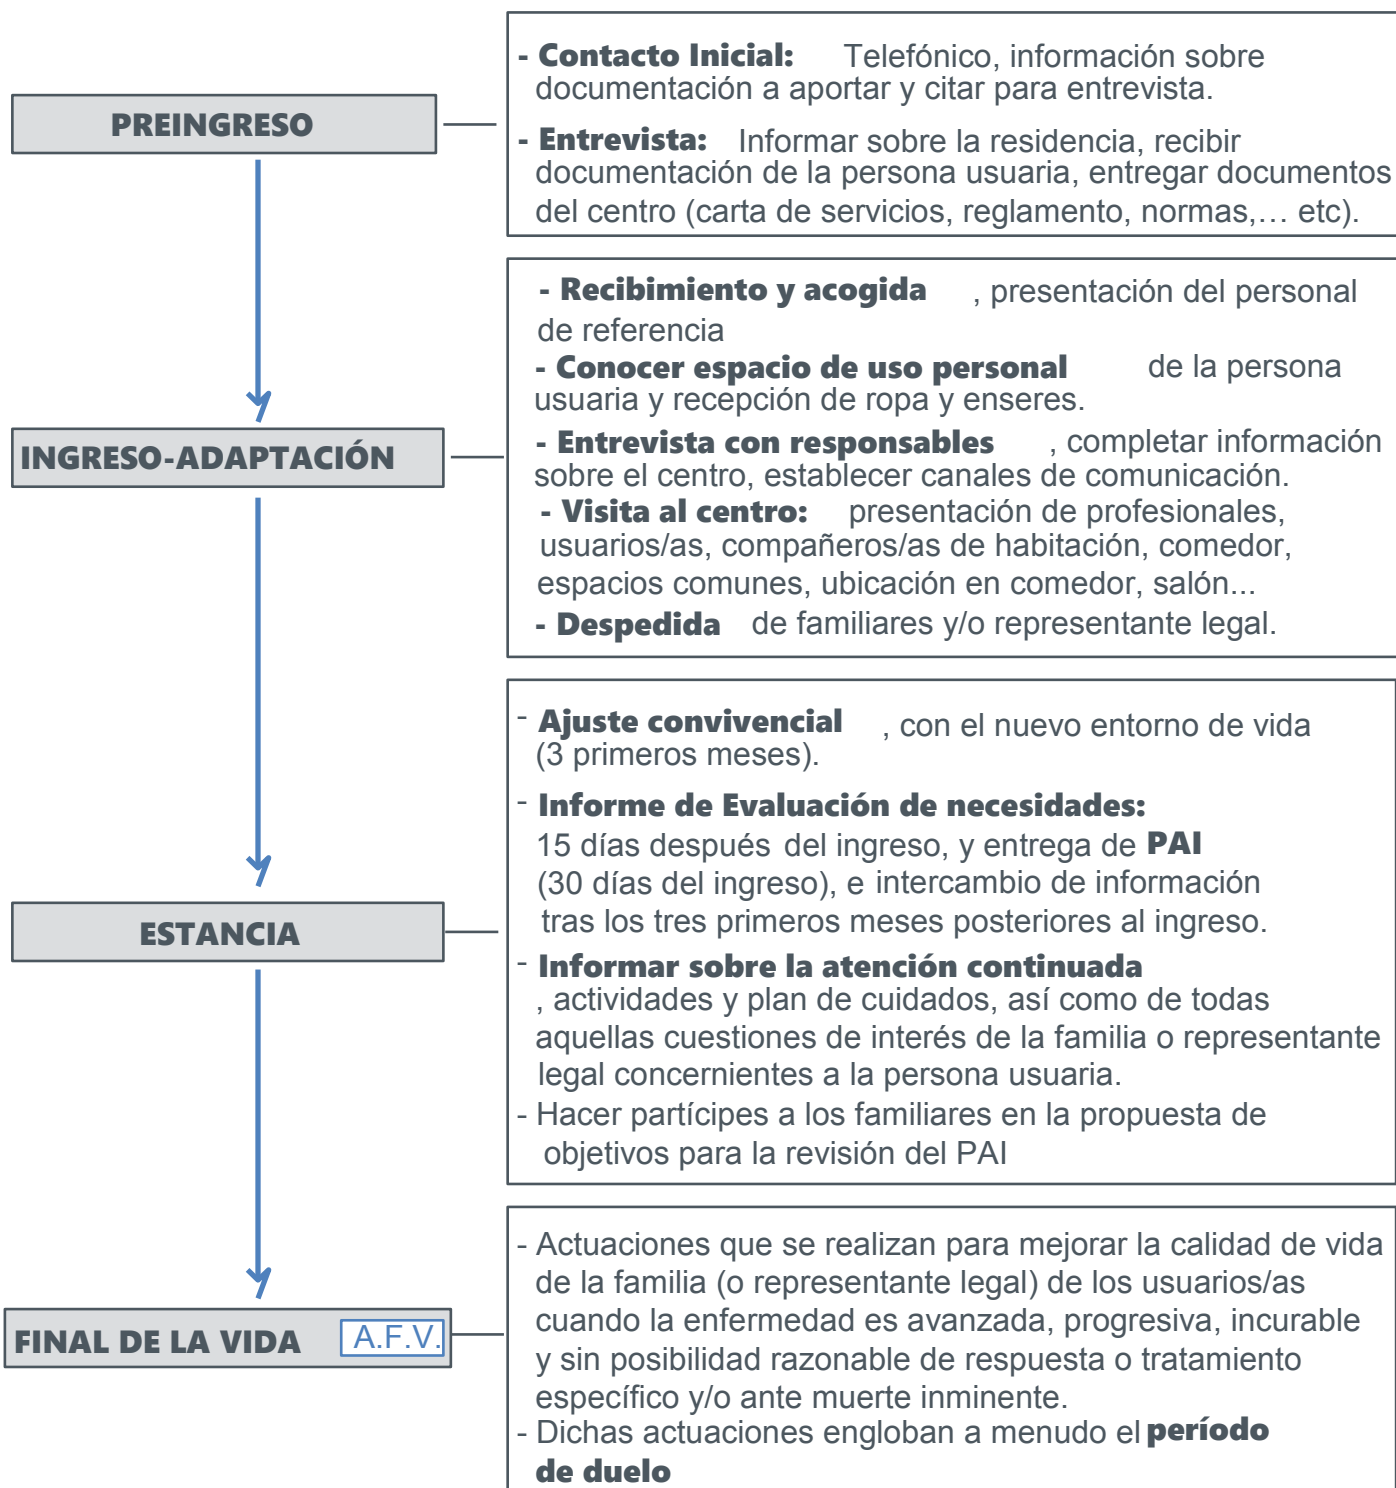 PREINGRESO
- Contacto Inicial: Telefónico, información sobre
documentación a aportar y citar para entrevista.
- Entrevista: Informar sobre la residencia, recibir
documentación de la persona usuaria, entregar documentos
del centro (carta de servicios, reglamento, normas,… etc).
INGRESO-ADAPTACIÓN
- Recibimiento y acogida , presentación del personal
de referencia
- Conocer espacio de uso personal de la persona
usuaria y recepción de ropa y enseres.
- Entrevista con responsables , completar información
sobre el centro, establecer canales de comunicación.
- Visita al centro: presentación de profesionales,
usuarios/as, compañeros/as de habitación, comedor,
espacios comunes, ubicación en comedor, salón...
- Despedida de familiares y/o representante legal.
ESTANCIA
- Ajuste convivencial , con el nuevo entorno de vida
(3 primeros meses).
- Informe de Evaluación de necesidades:
15 días después del ingreso, y entrega de PAI
(30 días del ingreso), e intercambio de información
tras los tres primeros meses posteriores al ingreso.
- Informar sobre la atención continuada
, actividades y plan de cuidados, así como de todas
aquellas cuestiones de interés de la familia o representante
legal concernientes a la persona usuaria.
- Hacer partícipes a los familiares en la propuesta de
objetivos para la revisión del PAI
FINAL DE LA VIDA A.F.V.
- Actuaciones que se realizan para mejorar la calidad de vida
de la familia (o representante legal) de los usuarios/as
cuando la enfermedad es avanzada, progresiva, incurable
y sin posibilidad razonable de respuesta o tratamiento
específico y/o ante muerte inminente.
- Dichas actuaciones engloban a menudo el período
de duelo